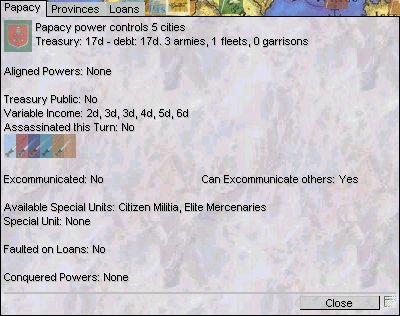 Papacy Provinces Loans
Papacy power controls 5 cities
Treasury: 17d - debt: 17d. 3 armies, 1 fleets, 0 garrisons
Aligned Powers: None
Treasury Public: No
Variable Income: 2d, 3d, 3d, 4d, 5d, 6d
Assassinated this Turn: No
Excommunicated: No Can Excommunicate others: Yes
Available Special Units: Citizen Militia, Elite Mercenaries
Special Unit: None
Faulted on Loans: No
Conquered Powers: None
Close